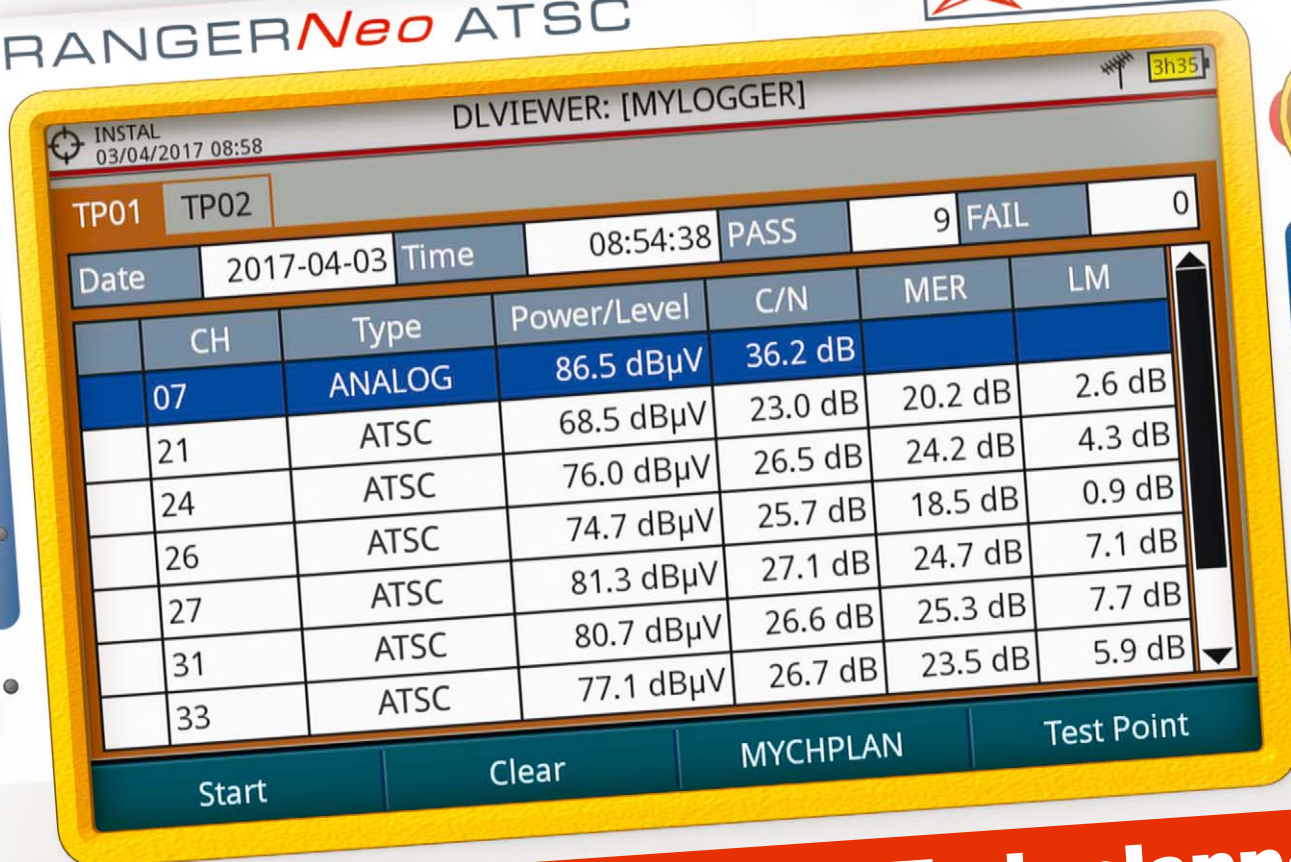 RANGERNeo ATSC
INSTAL
03/04/2017 08:58
DLVIEWER: [MYLOGGER]
3h35
TP01 TP02
Date 2017-04-03 Time 08:54:38 PASS 9 FAIL 0
CH Type Power/Level C/N MER LM
07 ANALOG 86.5 dBµV 36.2 dB
21 ATSC 68.5 dBµV 23.0 dB 20.2 dB 2.6 dB
24 ATSC 76.0 dBµV 26.5 dB 24.2 dB 4.3 dB
26 ATSC 74.7 dBµV 25.7 dB 18.5 dB 0.9 dB
27 ATSC 81.3 dBµV 27.1 dB 24.7 dB 7.1 dB
31 ATSC 80.7 dBµV 26.6 dB 25.3 dB 7.7 dB
33 ATSC 77.1 dBµV 26.7 dB 23.5 dB 5.9 dB
Start Clear MYCHPLAN Test Point